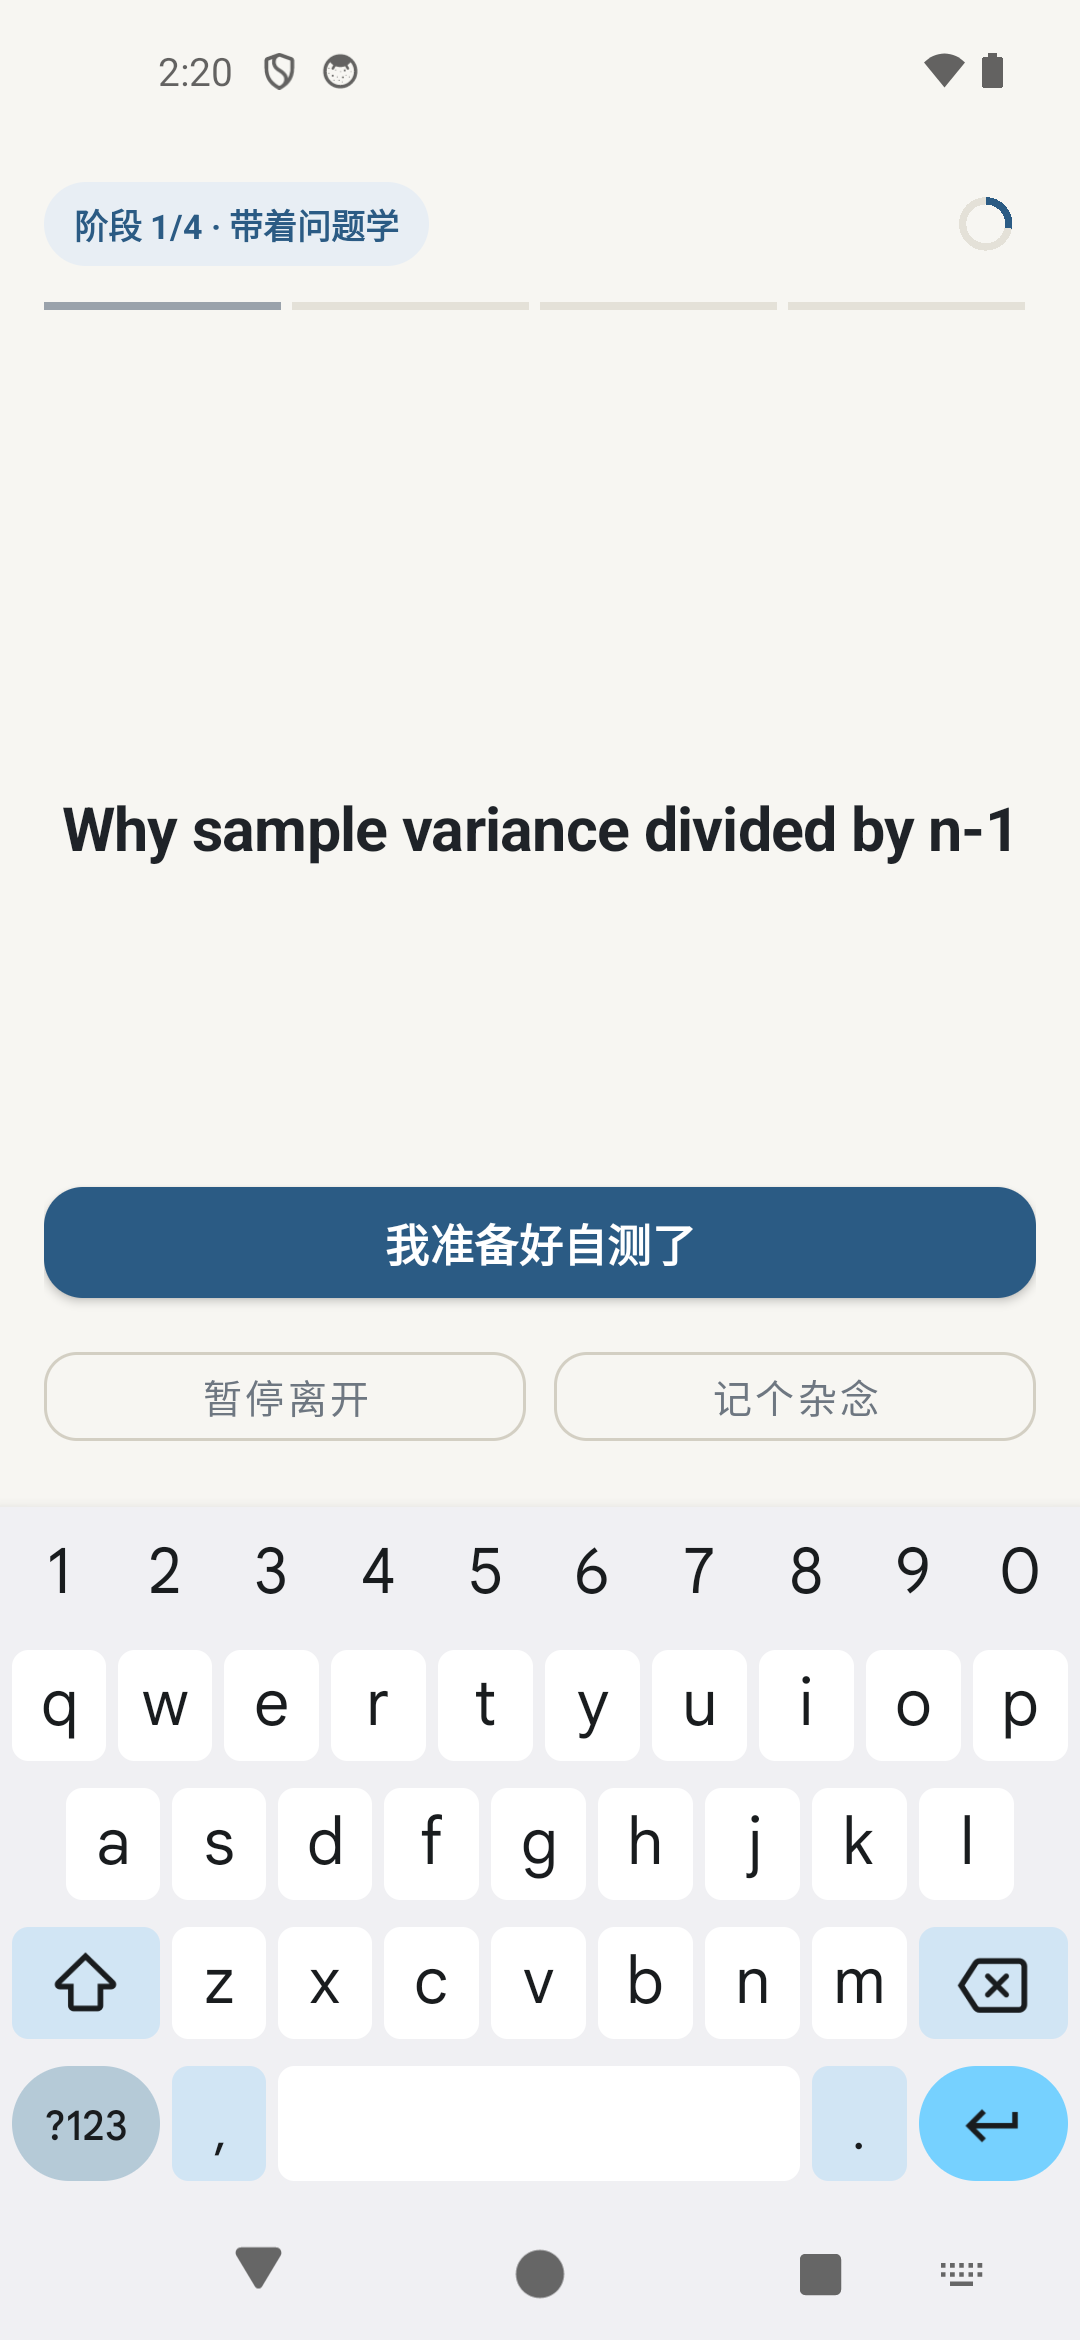 2:20
阶段 1/4 · 带着问题学
Why sample variance divided by n-1
我准备好自测了
暂停离开
记个杂念
1 2 3 4 5 6 7 8 9 0
q w e r t y u i o p
a s d f g h j k l
z x c v b n m
?123 , .